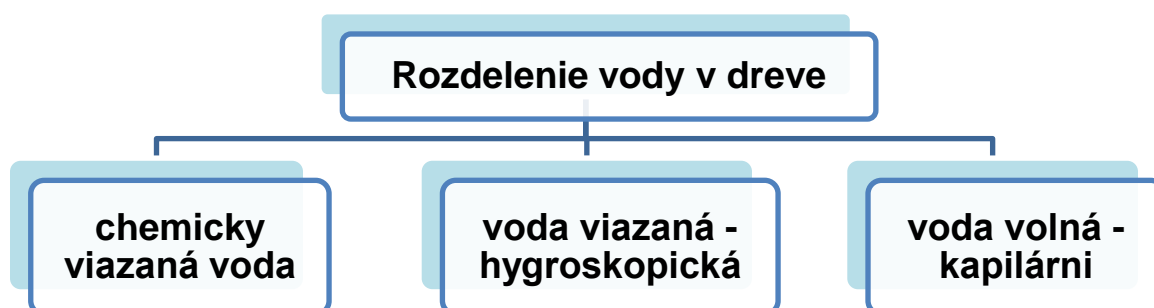 Rozdelenie vody v dreve
chemicky
viazaná voda
voda viazaná -
hygroskopická
voda volná -
kapilárni